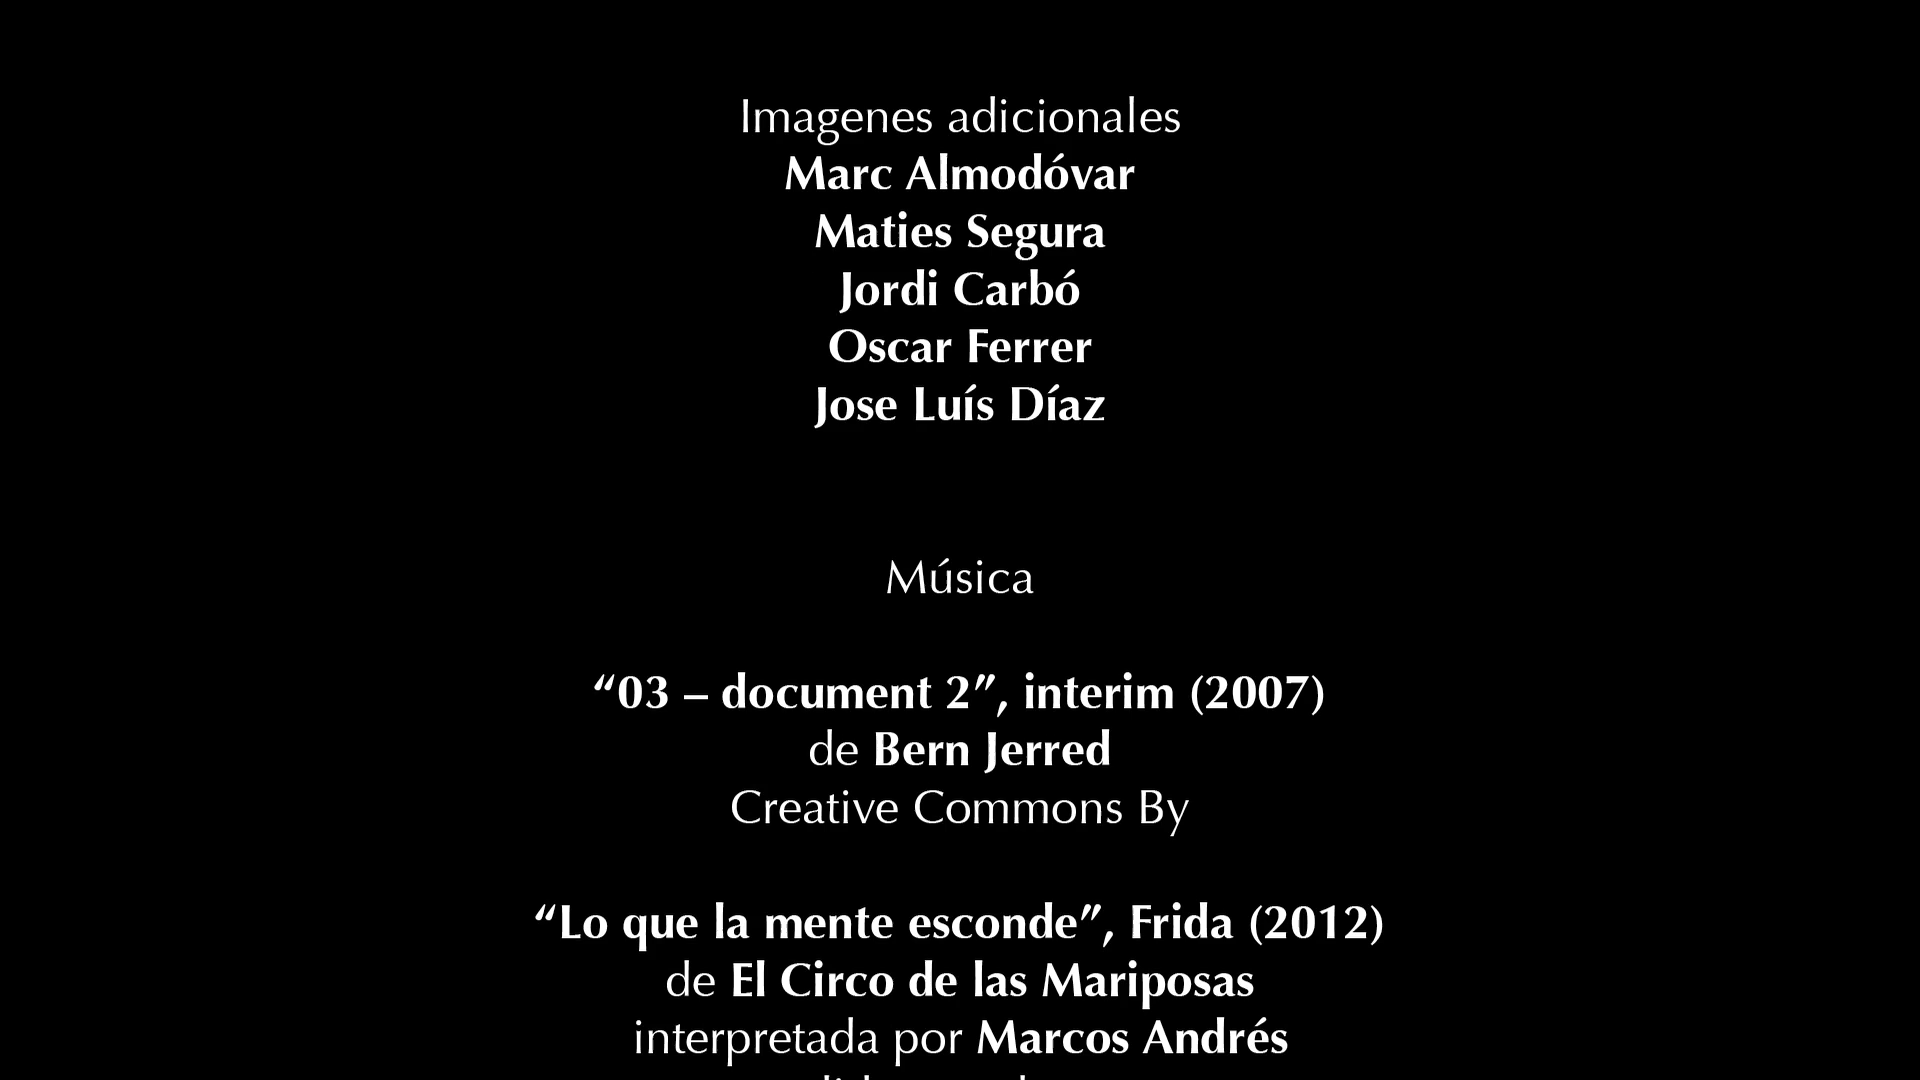 Imagenes adicionales
Marc Almodóvar
Maties Segura
Jordi Carbó
Oscar Ferrer
Jose Luís Díaz
Música
“03 – document 2”, interim (2007)
de Bern Jerred
Creative Commons By
“Lo que la mente esconde”, Frida (2012)
de El Circo de las Mariposas
interpretada por Marcos Andrés